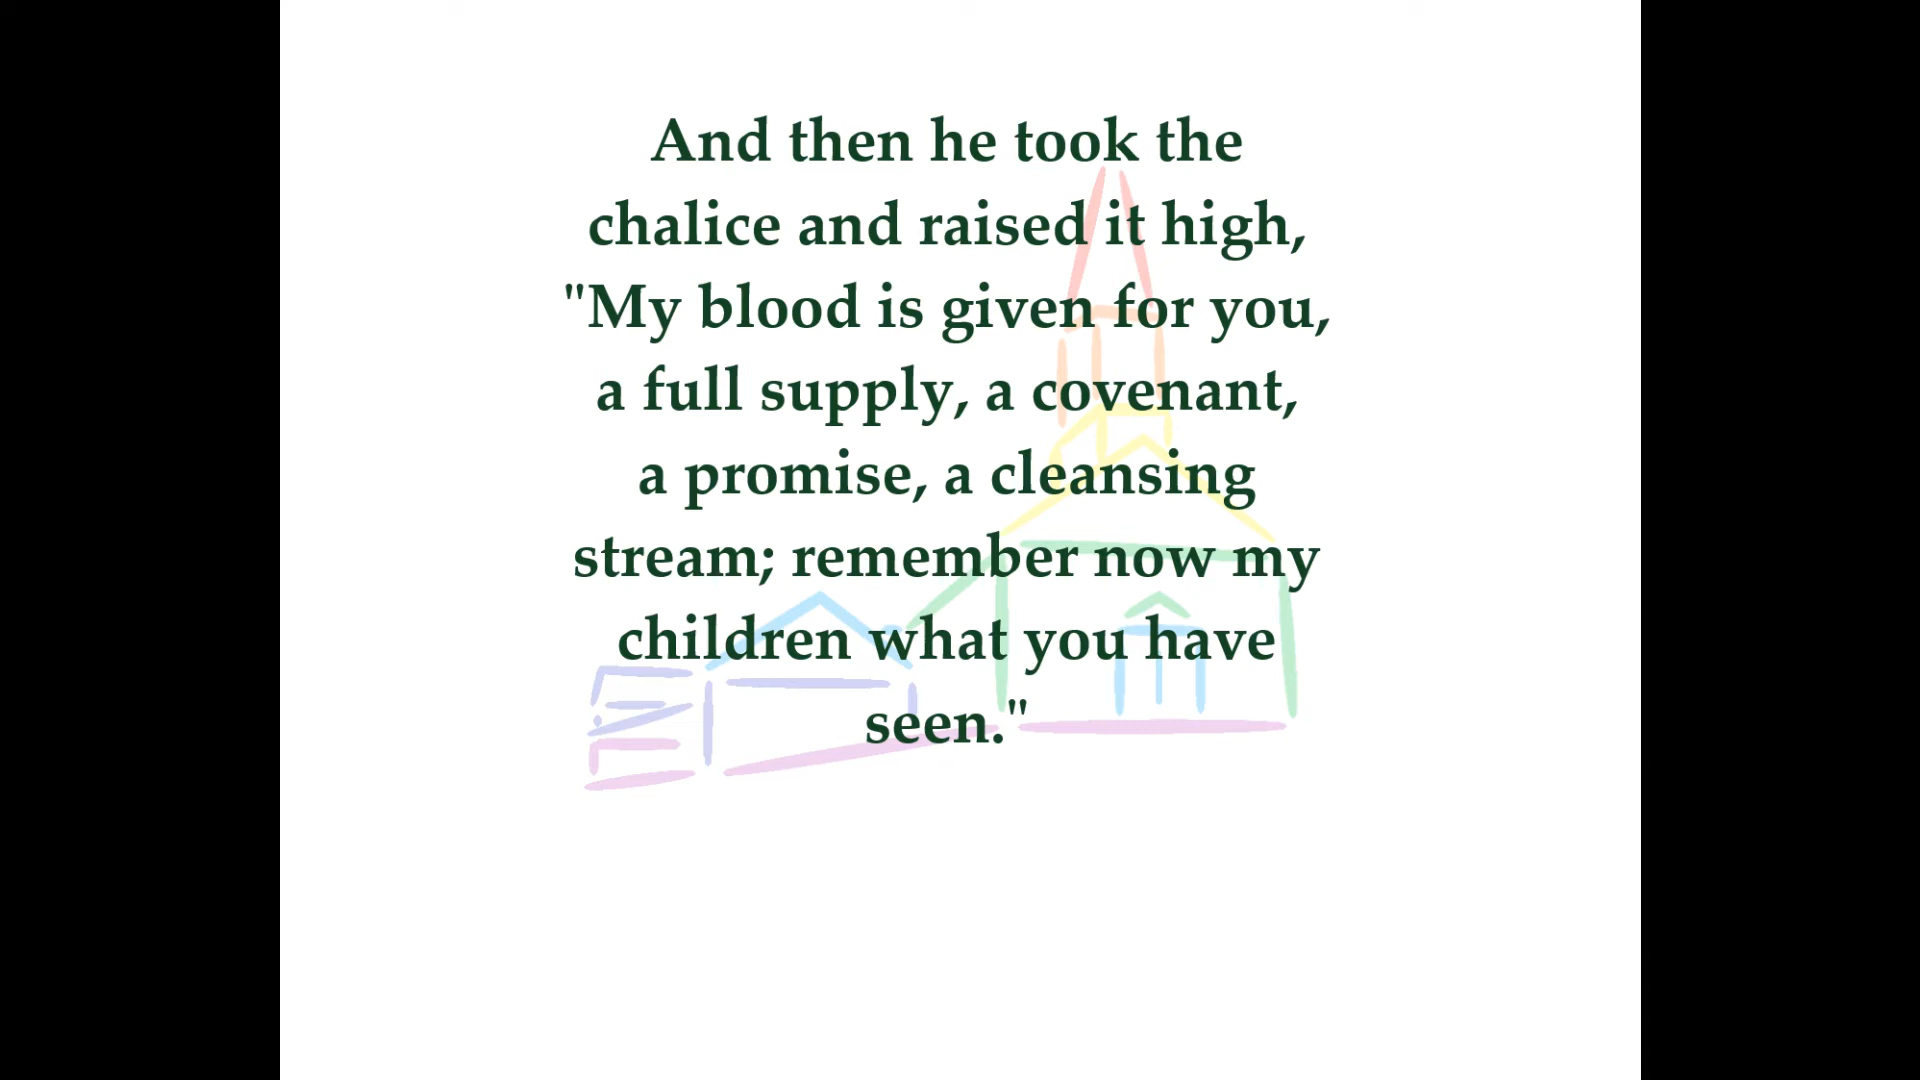 And then he took the
chalice and raised it high,
"My blood is given for you,
a full supply, a covenant,
a promise, a cleansing
stream; remember now my
children what you have
seen."